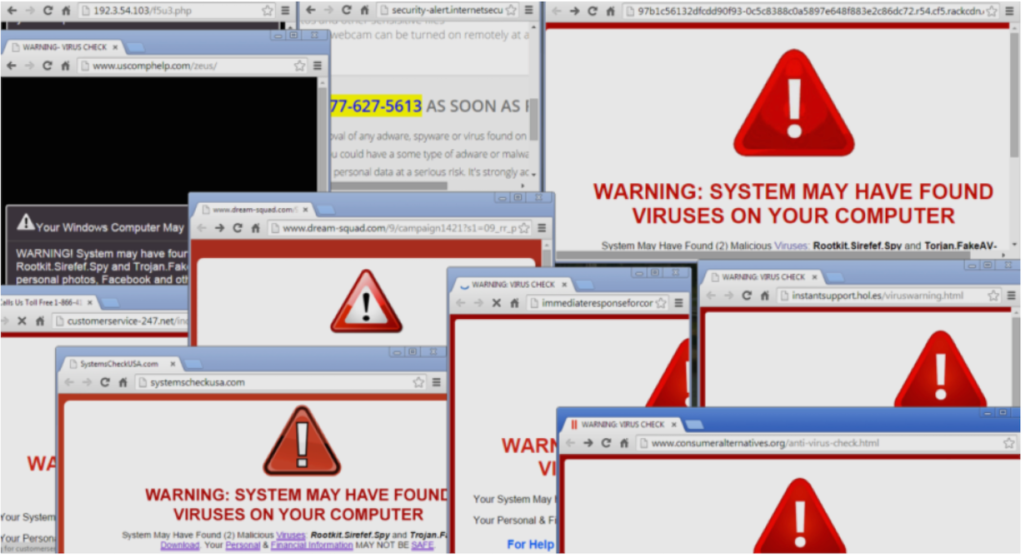 192.3.54.103/f5u3.php
WARNING- VIRUS CHECK
www.uscomphelp.com/zeus/
Your Windows Computer May
WARNING! System may have four
Rootkit.Sirefef.Spy and Trojan.Fake
personal photos, Facebook and oth
security-alert.internetsecu
and other sensitive files
webcam can be turned on remotely at a
77-627-5613 AS SOON AS
oval of any adware, spyware or virus found on
u could have a some type of adware or malwa
personal data at a serious risk. It's strongly ac
97b1c56132dfcdd90f93-0c5c8388c0a5897e648f883e2c86dc72.r54.cf5.rackcdn.
WARNING: SYSTEM MAY HAVE FOUND
VIRUSES ON YOUR COMPUTER
System May Have Found (2) Malicious Viruses: Rootkit.Sirefef.Spy and Torjan.FakeAV-
www.dream-squad.com/
www.dream-squad.com/9/campaign1421?s1=09_rr_p
Calls Us Toll Free 1-866-4
customerservice-247.net/in
WA
Your System
Your Person
for customerser
SystemsCheckUSA.com
systemscheckusa.com
WARNING: SYSTEM MAY HAVE FOUND
VIRUSES ON YOUR COMPUTER
System May Have Found (2) Malicious Viruses: Rootkit.Sirefef.Spy and Trojan.Fa
Download. Your Personal & Financial Information MAY NOT BE SAFE.
WARNING: VIRUS CHECK
immediateresponseforcor
WARN
VI
Your System May
Your Personal & Fi
For Help
WARNING: VIRUS CHECK
instantsupport.hol.es/viruswarning.html
WARNING: VIRUS CHECK
www.consumeralternatives.org/anti-virus-check.html